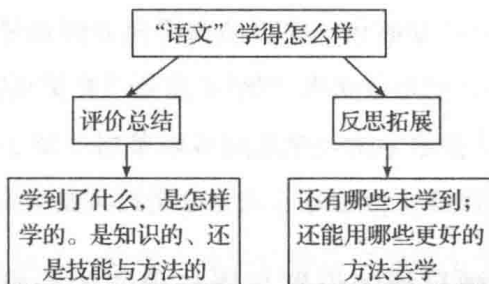 “语文”学得怎么样
评价总结
反思拓展
学到了什么，是怎样
学的。是知识的、还
是技能与方法的
还有哪些未学到；
还能用哪些更好的
方法去学